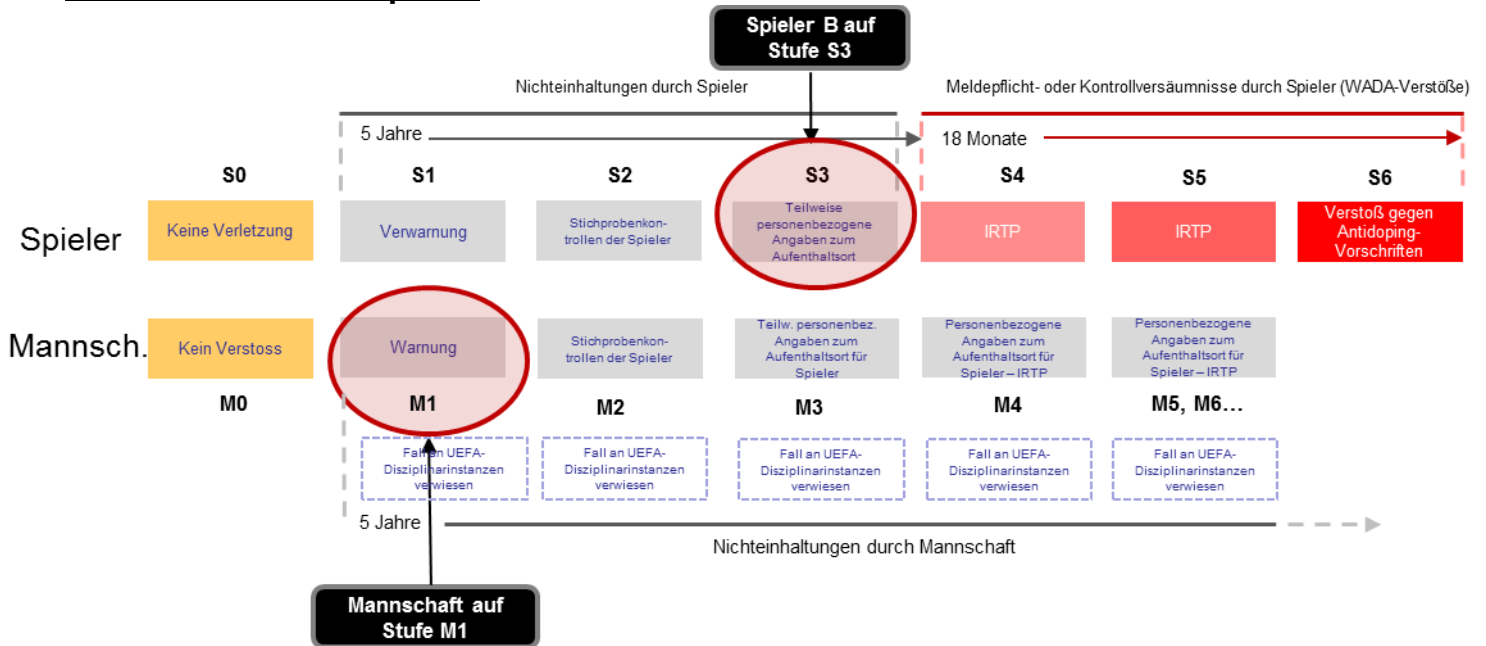 Spieler B auf
Stufe S3
Nichteinhaltungen durch Spieler
Meldepflicht- oder Kontrollversäumnisse durch Spieler (WADA-Verstöße)
5 Jahre
18 Monate
S0
S1
S2
S3
S4
S5
S6
Spieler
Keine Verletzung
Verwarnung
Stichprobenkon-
trollen der Spieler
Teilweise
personenbezogene
Angaben zum
Aufenthaltsort
IRTP
IRTP
Verstoß gegen
Antidoping-
Vorschriften
Mannsch.
Kein Verstoss
Warnung
Stichprobenkon-
trollen der Spieler
Teilw. personenbez.
Angaben zum
Aufenthaltsort für
Spieler
Personenbezogene
Angaben zum
Aufenthaltsort für
Spieler – IRTP
Personenbezogene
Angaben zum
Aufenthaltsort für
Spieler – IRTP
M0
M1
M2
M3
M4
M5, M6…
Fall an UEFA-
Disziplinarinstanzen
verwiesen
Fall an UEFA-
Disziplinarinstanzen
verwiesen
Fall an UEFA-
Disziplinarinstanzen
verwiesen
Fall an UEFA-
Disziplinarinstanzen
verwiesen
Fall an UEFA-
Disziplinarinstanzen
verwiesen
5 Jahre
Nichteinhaltungen durch Mannschaft
Mannschaft auf
Stufe M1